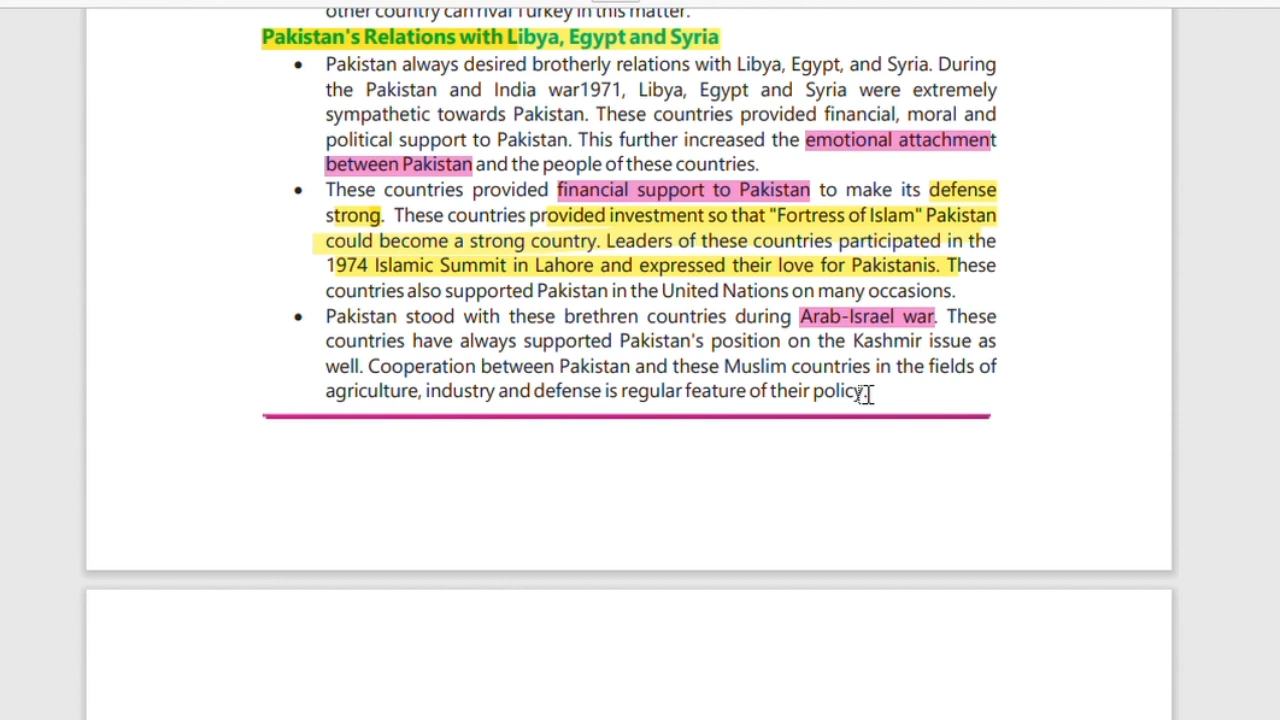 other country can rival Turkey in this matter.
Pakistan's Relations with Libya, Egypt and Syria
• Pakistan always desired brotherly relations with Libya, Egypt, and Syria. During
the Pakistan and India war1971, Libya, Egypt and Syria were extremely
sympathetic towards Pakistan. These countries provided financial, moral and
political support to Pakistan. This further increased the emotional attachment
between Pakistan and the people of these countries.
• These countries provided financial support to Pakistan to make its defense
strong. These countries provided investment so that "Fortress of Islam" Pakistan
could become a strong country. Leaders of these countries participated in the
1974 Islamic Summit in Lahore and expressed their love for Pakistanis. These
countries also supported Pakistan in the United Nations on many occasions.
• Pakistan stood with these brethren countries during Arab-Israel war. These
countries have always supported Pakistan's position on the Kashmir issue as
well. Cooperation between Pakistan and these Muslim countries in the fields of
agriculture, industry and defense is regular feature of their policy.